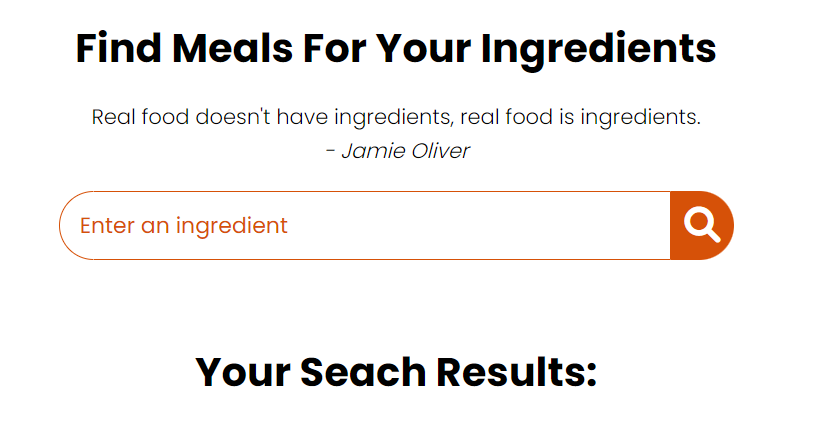 Find Meals For Your Ingredients
Real food doesn't have ingredients, real food is ingredients.
- Jamie Oliver
Enter an ingredient
Your Seach Results: